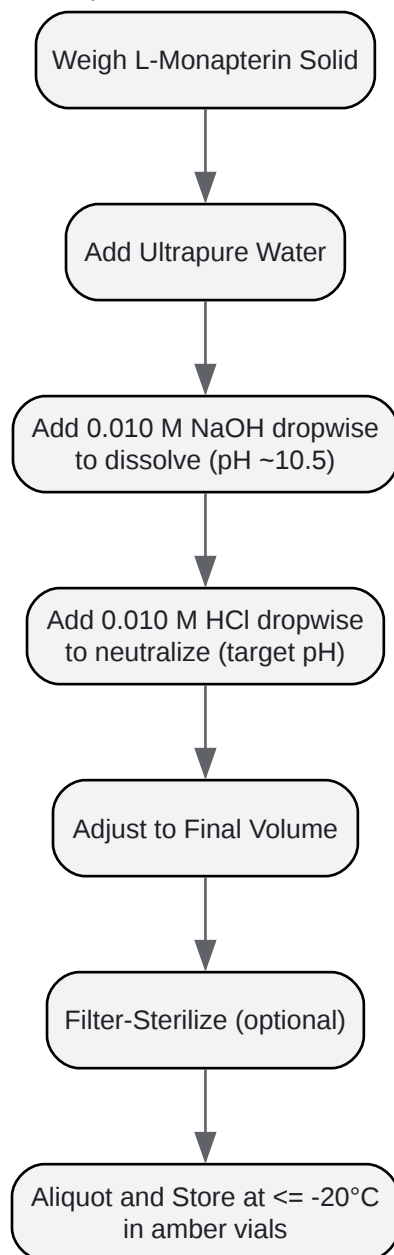 Weigh L-Monapterin Solid
Add Ultrapure Water
Add 0.010 M NaOH dropwise
to dissolve (pH ~10.5)
Add 0.010 M HCl dropwise
to neutralize (target pH)
Adjust to Final Volume
Filter-Sterilize (optional)
Aliquot and Store at <= -20°C
in amber vials